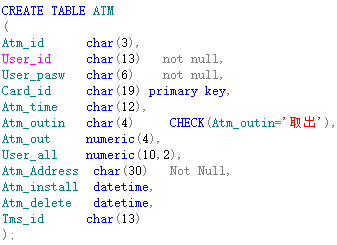 CREATE TABLE ATM
(
Atm_id char(3),
User_id char(13) not null,
User_pasw char(6) not null,
Card_id char(19) primary key,
Atm_time char(12),
Atm_outin char(4) CHECK(Atm_outin='取出'),
Atm_out numeric(4),
User_all numeric(10,2),
Atm_Address char(30) Not Null,
Atm_install datetime,
Atm_delete datetime,
Tms_id char(13)
);